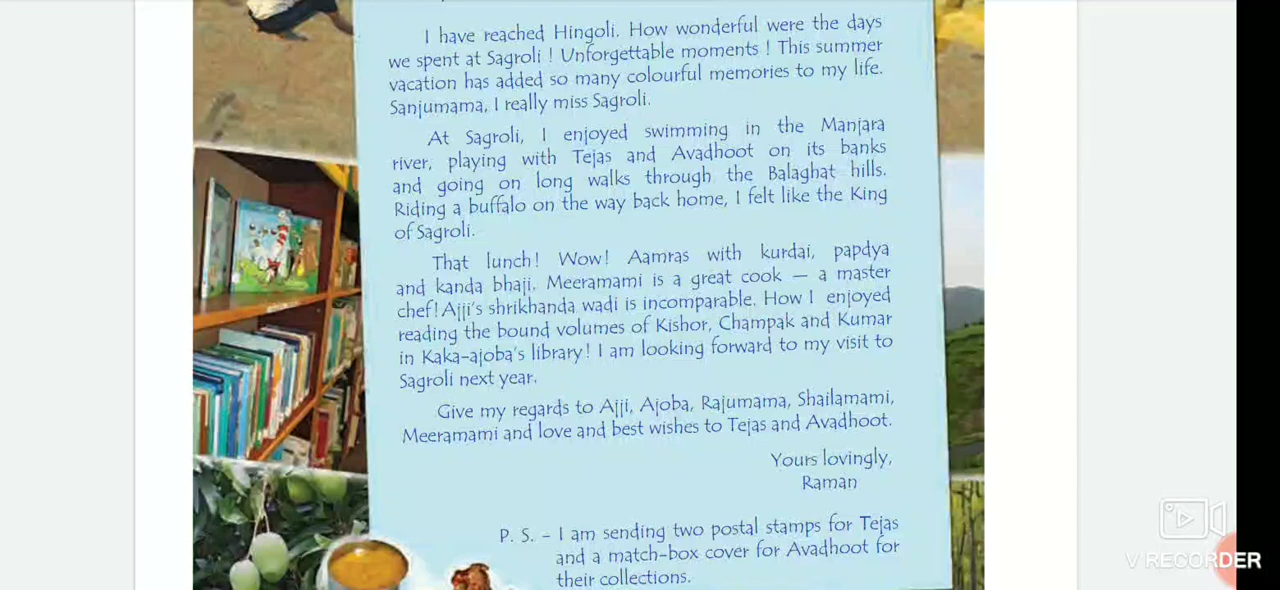 I have reached Hingoli. How wonderful were the days
we spent at Sagroli ! Unforgettable moments ! This summer
vacation has added so many colourful memories to my life.
Sanjumama, I really miss Sagroli.
At Sagroli, I enjoyed swimming in the Manjara
river, playing with Tejas and Avadhoot on its banks
and going on long walks through the Balaghat hills.
Riding a buffalo on the way back home, I felt like the King
of Sagroli.
That lunch! Wow! Aamras with kurdai, papdya
and kanda bhaji. Meeramami is a great cook – a master
chef! Ajji's shrikhanda wadi is incomparable. How I enjoyed
reading the bound volumes of Kishor, Champak and Kumar
in Kaka-ajoba's library! I am looking forward to my visit to
Sagroli next year.
Give my regards to Ajji, Ajoba, Rajumama, Shailamami,
Meeramami and love and best wishes to Tejas and Avadhoot.
Yours lovingly,
Raman
P. S. – I am sending two postal stamps for Tejas
and a match-box cover for Avadhoot for
their collections.
V RECORDER